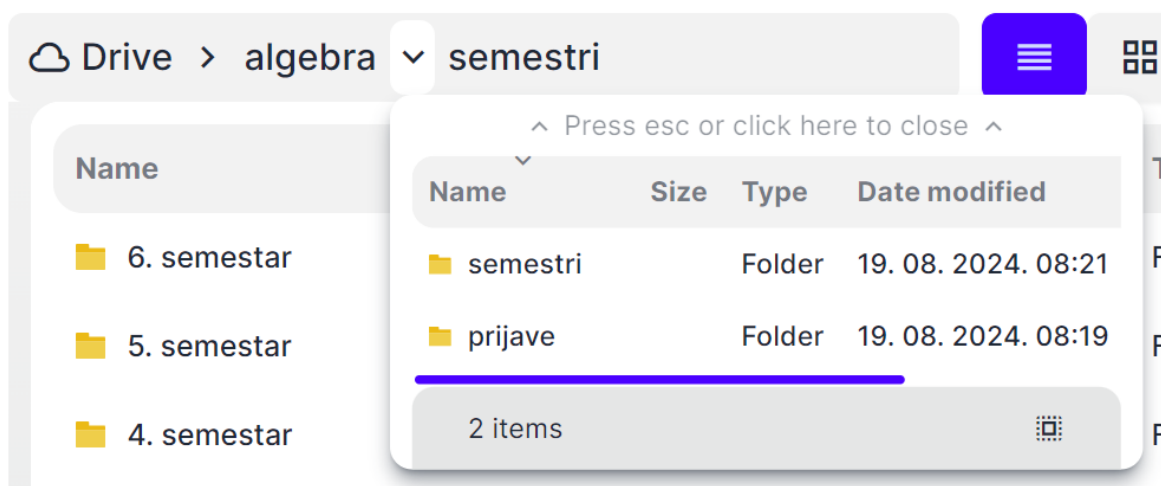 Drive > algebra semestri
Press esc or click here to close
Name
Name Size Type Date modified
6. semestar
semestri Folder 19. 08. 2024. 08:21
5. semestar
prijave Folder 19. 08. 2024. 08:19
4. semestar
2 items